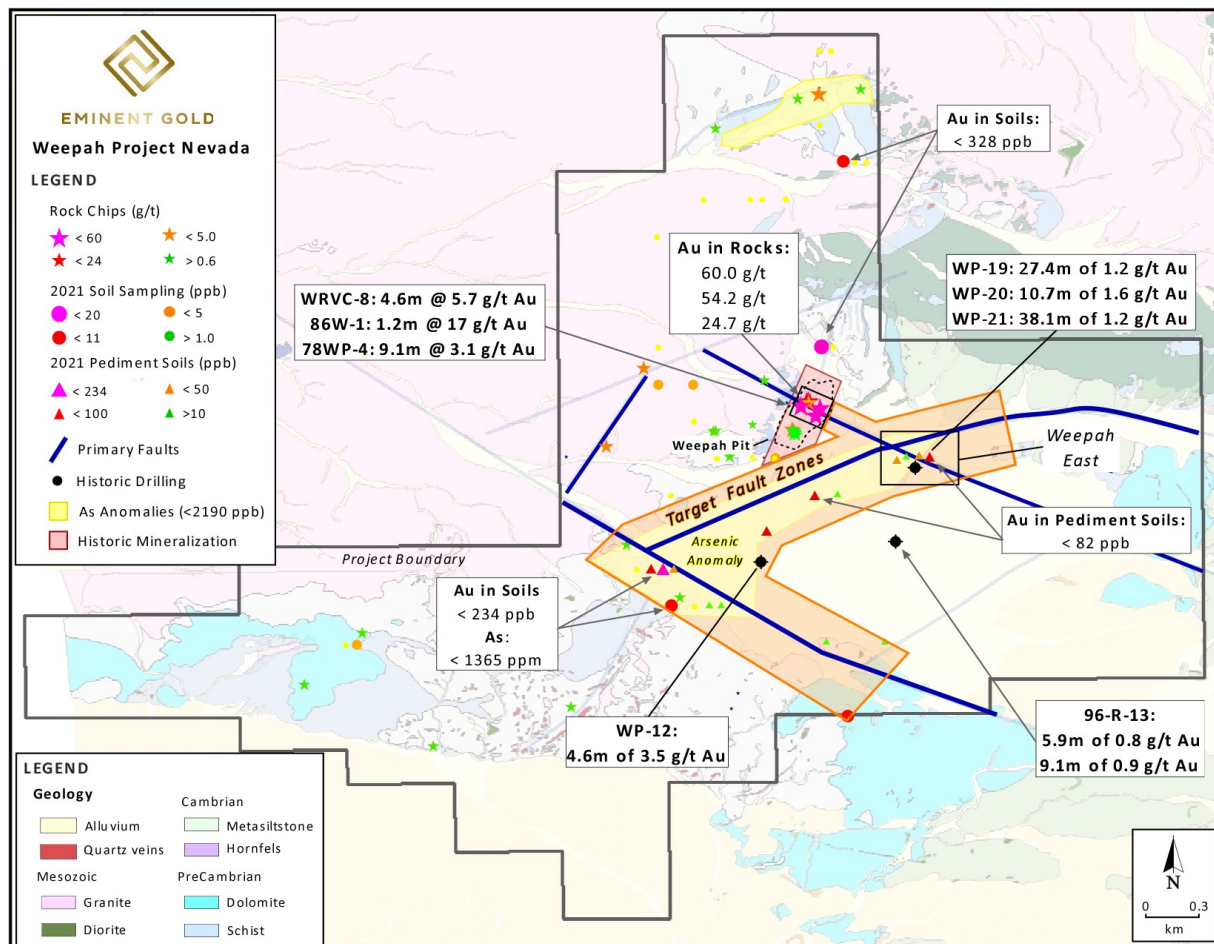 EMINENT GOLD
Weepah Project Nevada
LEGEND
Rock Chips (g/t)
< 60
< 5.0
< 24
> 0.6
2021 Soil Sampling (ppb)
< 20
< 5
< 11
> 1.0
2021 Pediment Soils (ppb)
< 234
< 50
< 100
>10
Primary Faults
Historic Drilling
As Anomalies (<2190 ppb)
Historic Mineralization
Au in Soils:
< 328 ppb
Au in Rocks:
60.0 g/t
54.2 g/t
24.7 g/t
WP-19: 27.4m of 1.2 g/t Au
WP-20: 10.7m of 1.6 g/t Au
WP-21: 38.1m of 1.2 g/t Au
WRVC-8: 4.6m @ 5.7 g/t Au
86W-1: 1.2m @ 17 g/t Au
78WP-4: 9.1m @ 3.1 g/t Au
Weepah Pit
Weepah
East
Target Fault Zones
Arsenic
Anomaly
Au in Pediment Soils:
< 82 ppb
Project Boundary
Au in Soils
< 234 ppb
As:
< 1365 ppm
WP-12:
4.6m of 3.5 g/t Au
96-R-13:
5.9m of 0.8 g/t Au
9.1m of 0.9 g/t Au
LEGEND
Geology
Alluvium
Quartz veins
Mesozoic
Granite
Diorite
Cambrian
Metasiltstone
Hornfels
PreCambrian
Dolomite
Schist
N
0 0.3
km